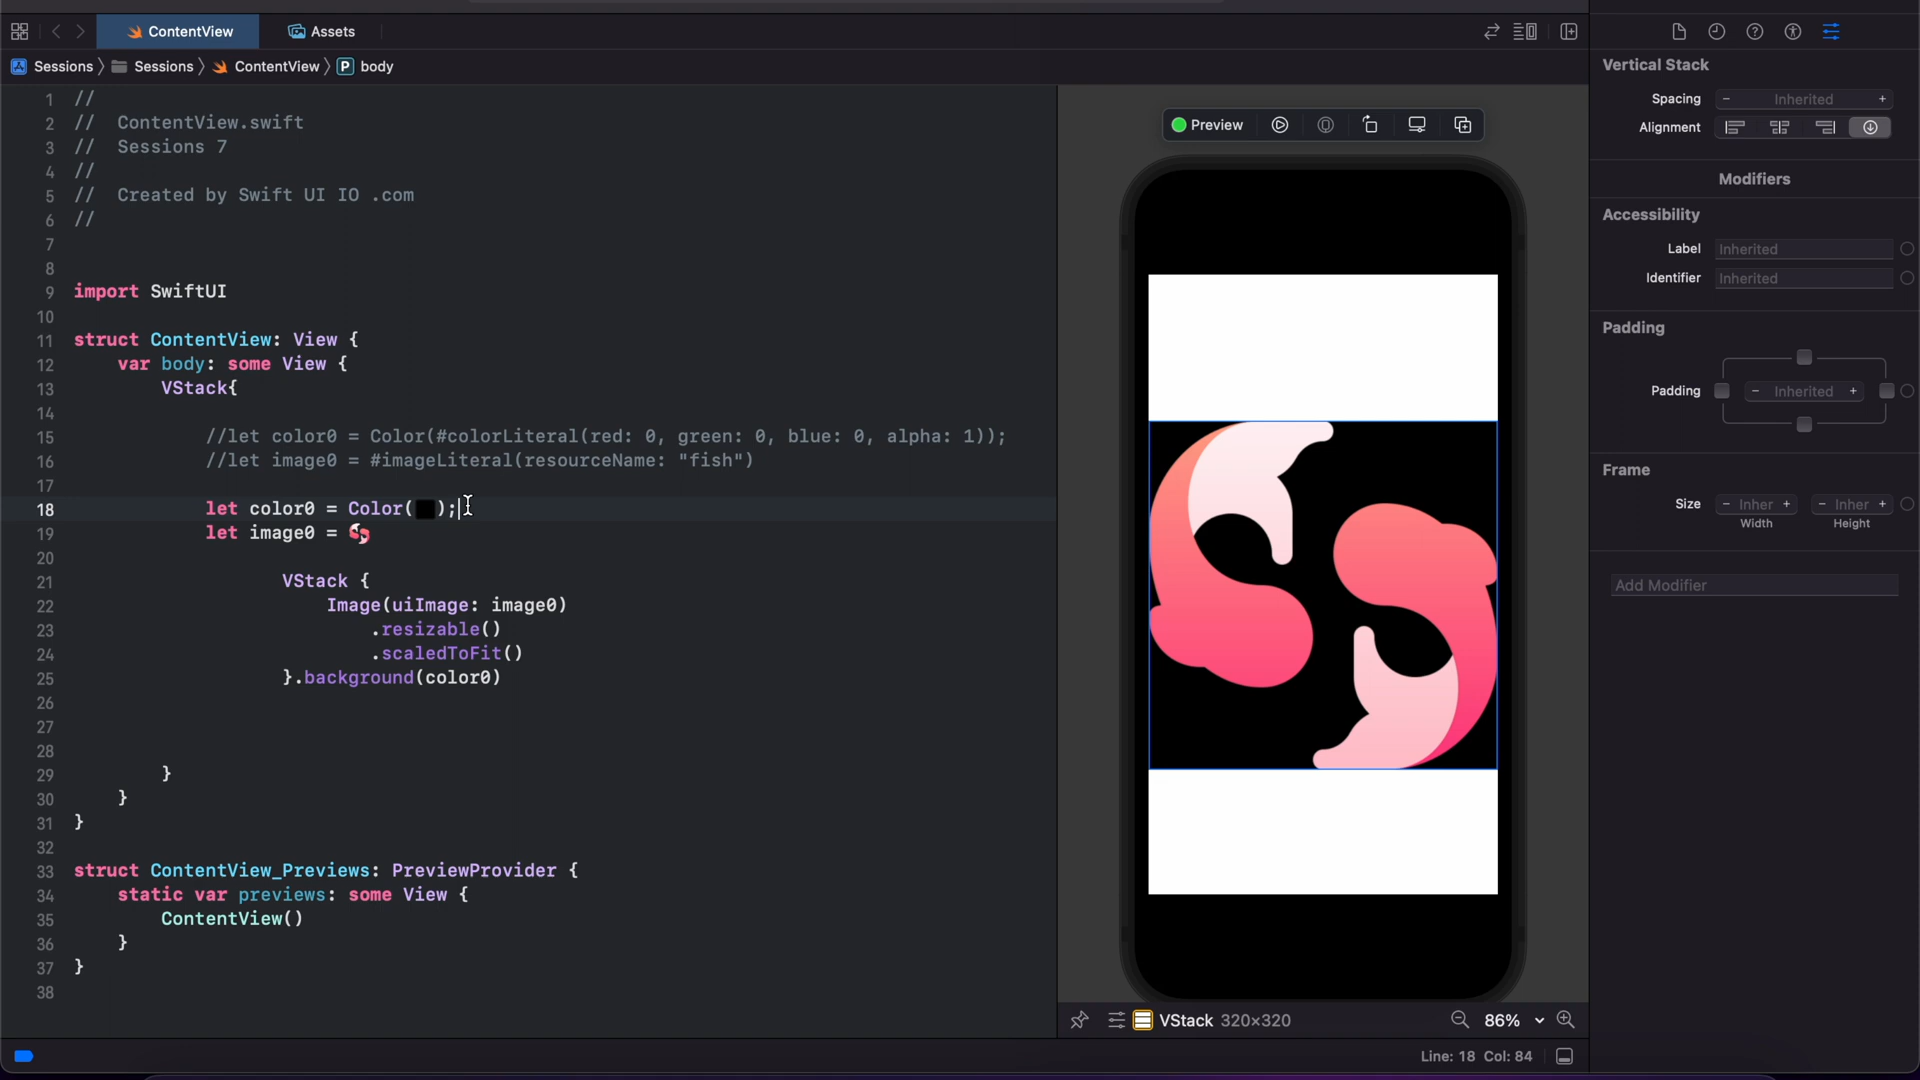 ContentView
Assets
Sessions 〉 Sessions 〉 ContentView 〉 P body
1 //
2 //  ContentView.swift
3 //  Sessions 7
4 //
5 //  Created by Swift UI IO .com
6 //
7
8
9 import SwiftUI
10
11 struct ContentView: View {
12     var body: some View {
13         VStack{
14
15             //let color0 = Color(#colorLiteral(red: 0, green: 0, blue: 0, alpha: 1));
16             //let image0 = #imageLiteral(resourceName: "fish")
17
18             let color0 = Color( );
19             let image0 =
20
21                    VStack {
22                        Image(uiImage: image0)
23                            .resizable()
24                            .scaledToFit()
25                    }.background(color0)
26
27
28
29         }
30     }
31 }
32
33 struct ContentView_Previews: PreviewProvider {
34     static var previews: some View {
35         ContentView()
36     }
37 }
38
Preview
VStack 320×320
86%
Line: 18 Col: 84
Vertical Stack
Spacing − Inherited +
Alignment
Modifiers
Accessibility
Label Inherited
Identifier Inherited
Padding
Padding − Inherited +
Frame
Size − Inher + − Inher +
Width Height
Add Modifier